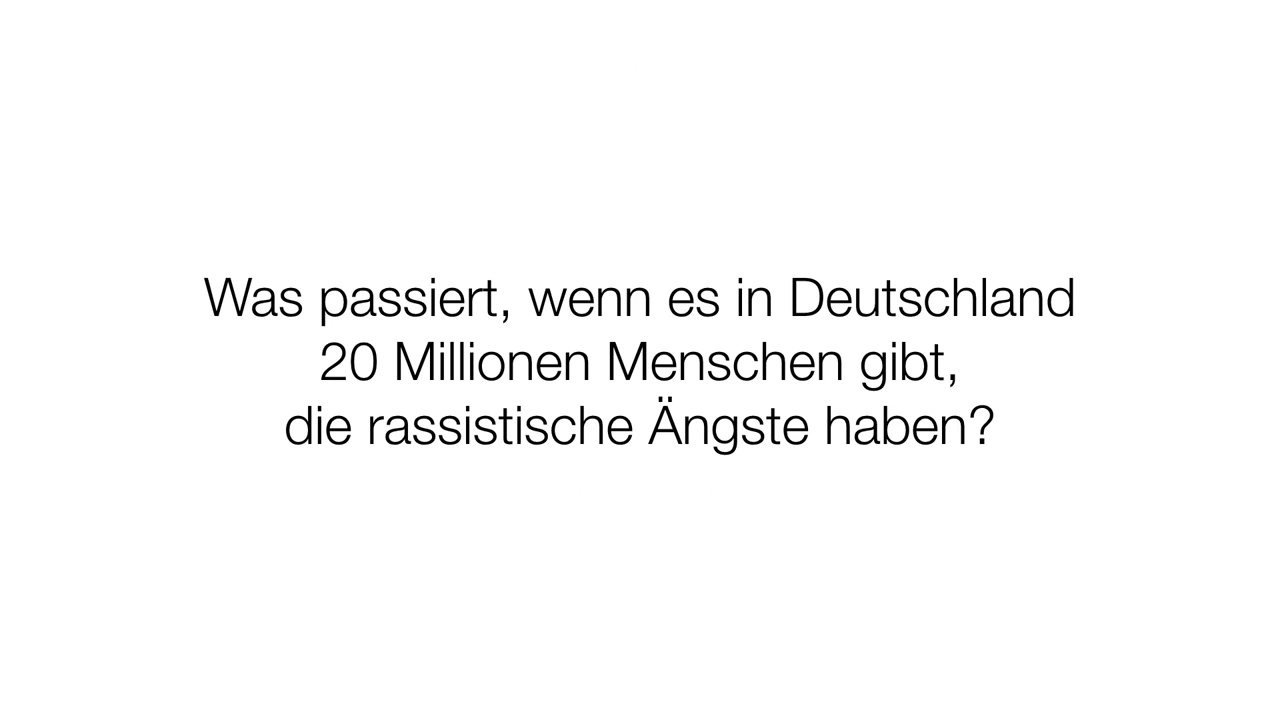 Was passiert, wenn es in Deutschland
20 Millionen Menschen gibt,
die rassistische Ängste haben?